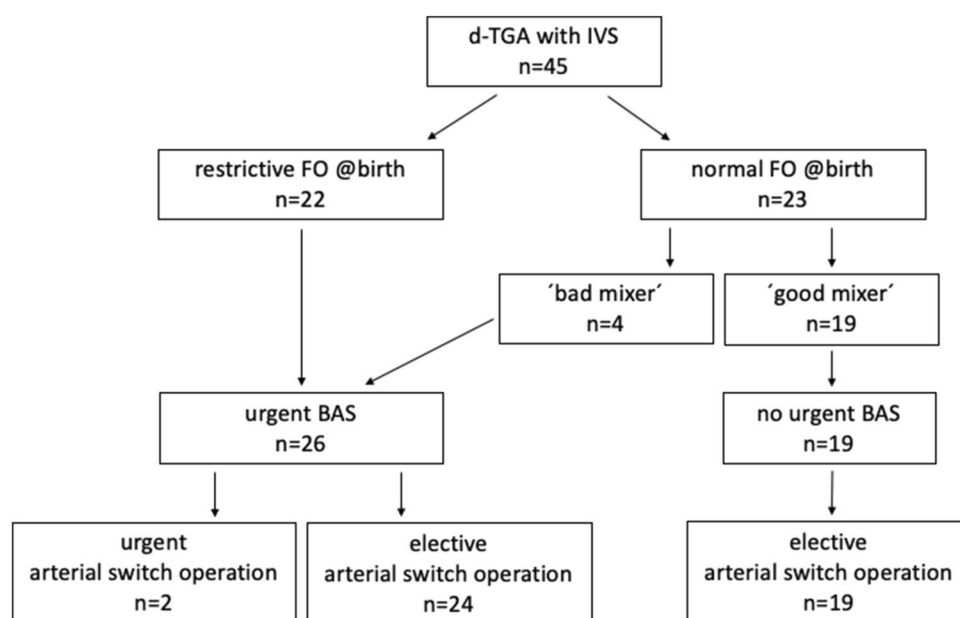 d-TGA with IVS
n=45
restrictive FO @birth
n=22
normal FO @birth
n=23
´bad mixer´
n=4
´good mixer´
n=19
urgent BAS
n=26
no urgent BAS
n=19
urgent
arterial switch operation
n=2
elective
arterial switch operation
n=24
elective
arterial switch operation
n=19